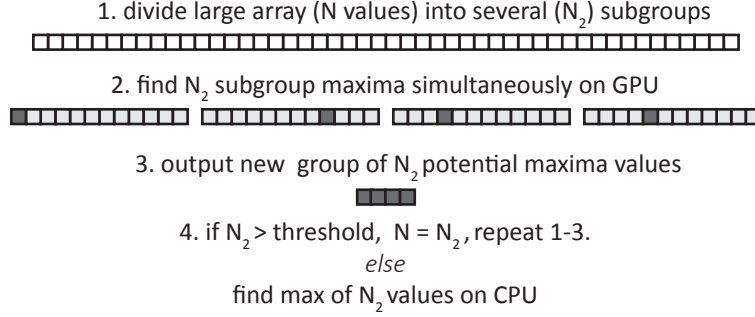 1. divide large array (N values) into several (N₂) subgroups
2. find N₂ subgroup maxima simultaneously on GPU
3. output new group of N₂ potential maxima values
4. if N₂ > threshold, N = N₂, repeat 1-3.
else
find max of N₂ values on CPU